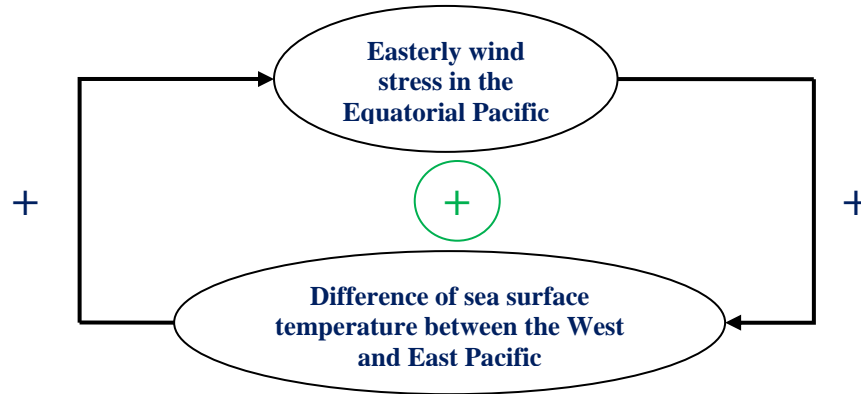 Easterly wind
stress in the
Equatorial Pacific
+
+
+
Difference of sea surface
temperature between the West
and East Pacific